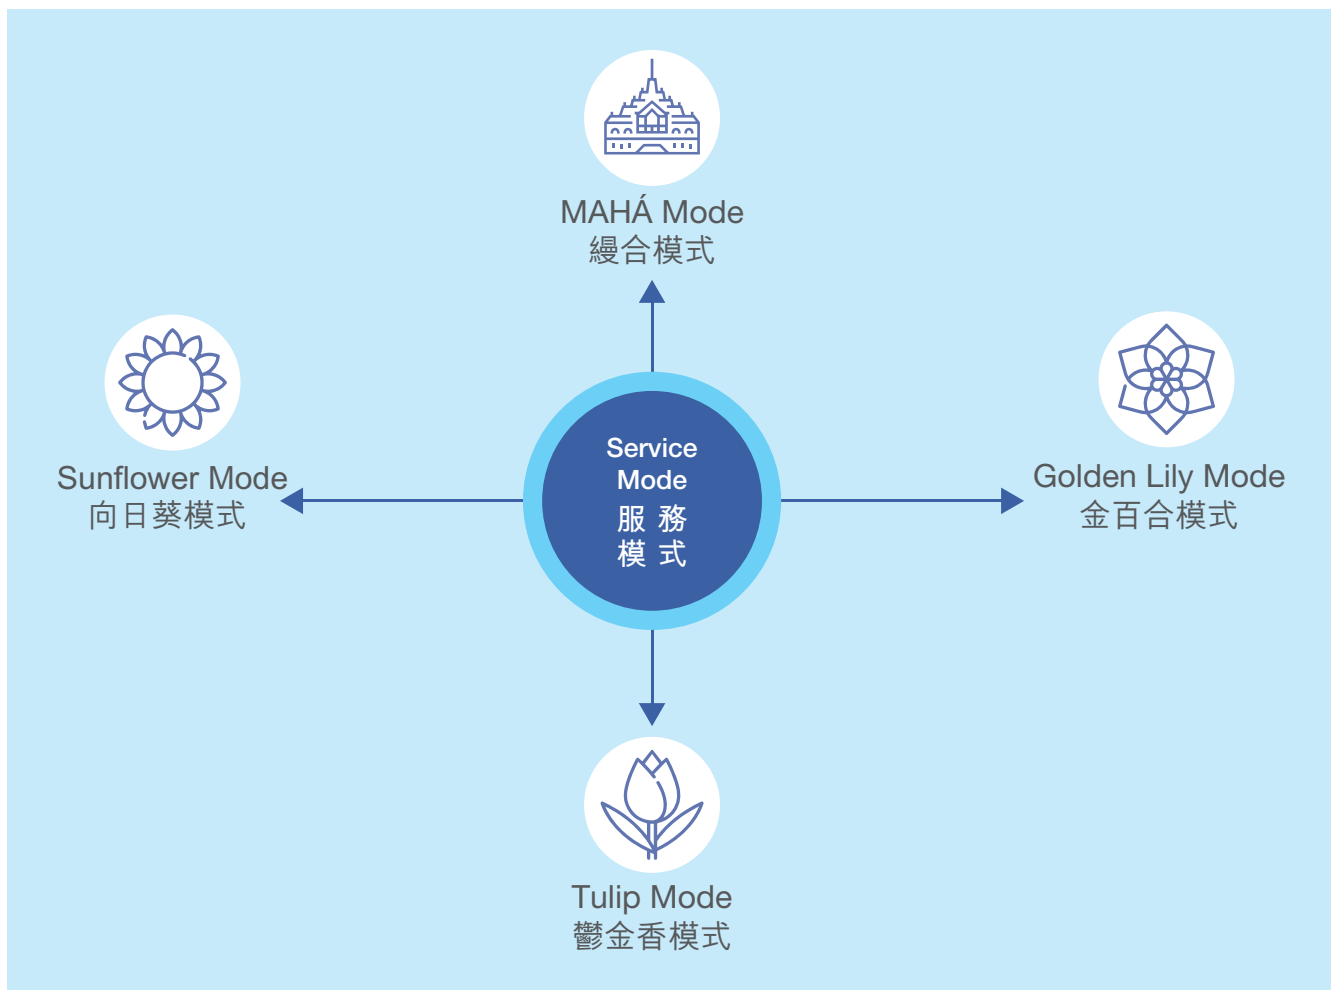 MAHÁ Mode
縵合模式
Sunflower Mode
向日葵模式
Service
Mode
服務
模式
Golden Lily Mode
金百合模式
Tulip Mode
鬱金香模式